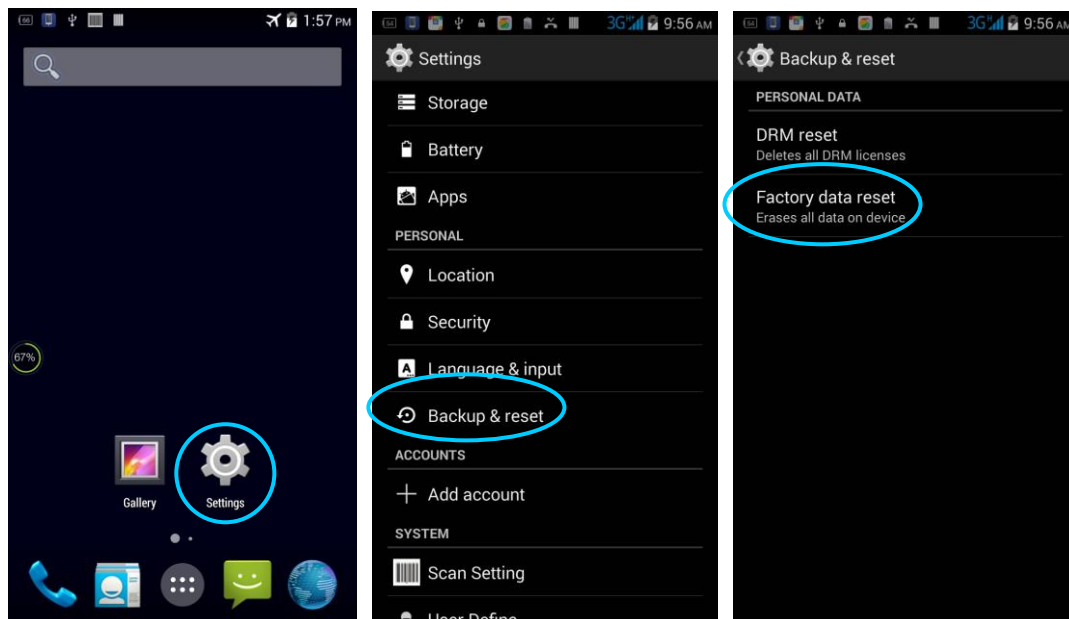 1:57 PM
67%
Gallery
Settings
3G 9:56 AM
Settings
Storage
Battery
Apps
PERSONAL
Location
Security
Language & input
Backup & reset
ACCOUNTS
Add account
SYSTEM
Scan Setting
User Define
3G 9:56 AM
Backup & reset
PERSONAL DATA
DRM reset
Deletes all DRM licenses
Factory data reset
Erases all data on device